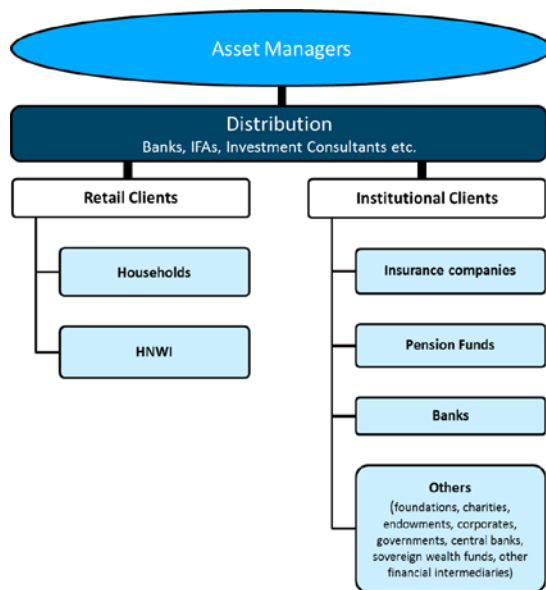 Asset Managers
Distribution
Banks, IFAs, Investment Consultants etc.
Retail Clients
Households
HNWI
Institutional Clients
Insurance companies
Pension Funds
Banks
Others
(foundations, charities,
endowments, corporates,
governments, central banks,
sovereign wealth funds, other
financial intermediaries)